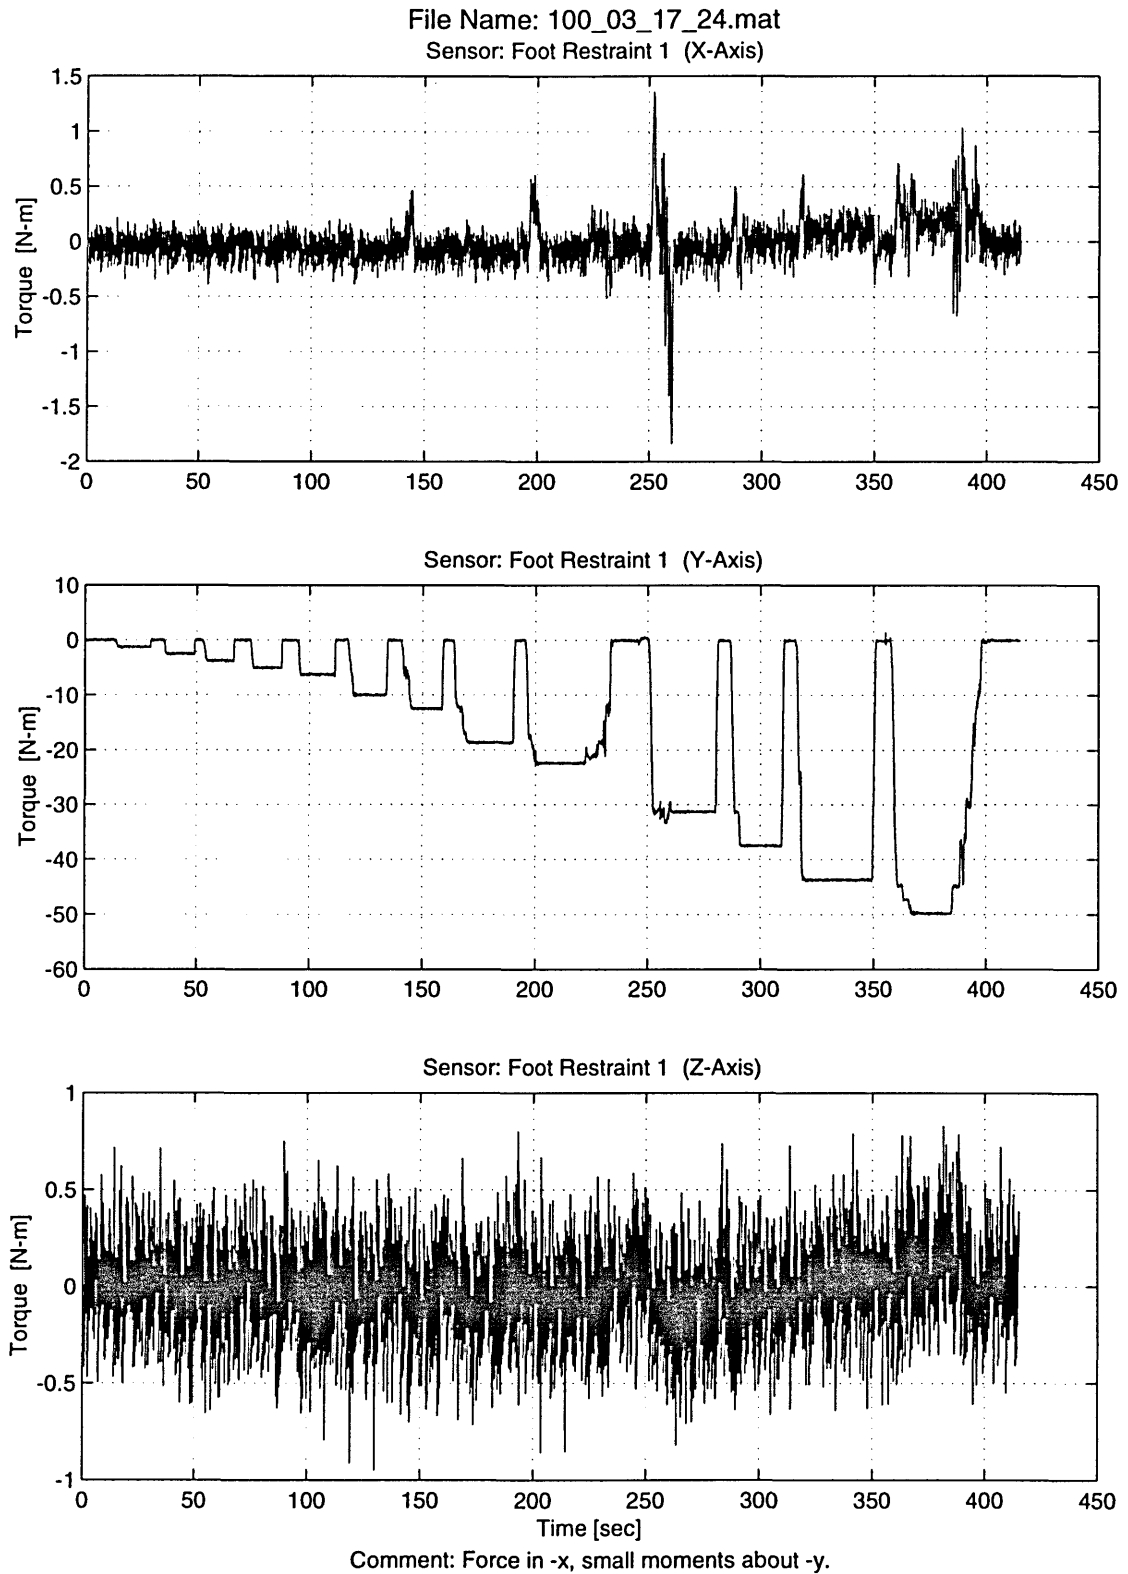 File Name: 100_03_17_24.mat
Sensor: Foot Restraint 1 (X-Axis)
1.5
1
0.5
0
-0.5
-1
-1.5
-2
Torque [N-m]
0 50 100 150 200 250 300 350 400 450
Sensor: Foot Restraint 1 (Y-Axis)
10
0
-10
-20
-30
-40
-50
-60
Torque [N-m]
0 50 100 150 200 250 300 350 400 450
Sensor: Foot Restraint 1 (Z-Axis)
1
0.5
0
-0.5
-1
Torque [N-m]
0 50 100 150 200 250 300 350 400 450
Time [sec]
Comment: Force in -x, small moments about -y.